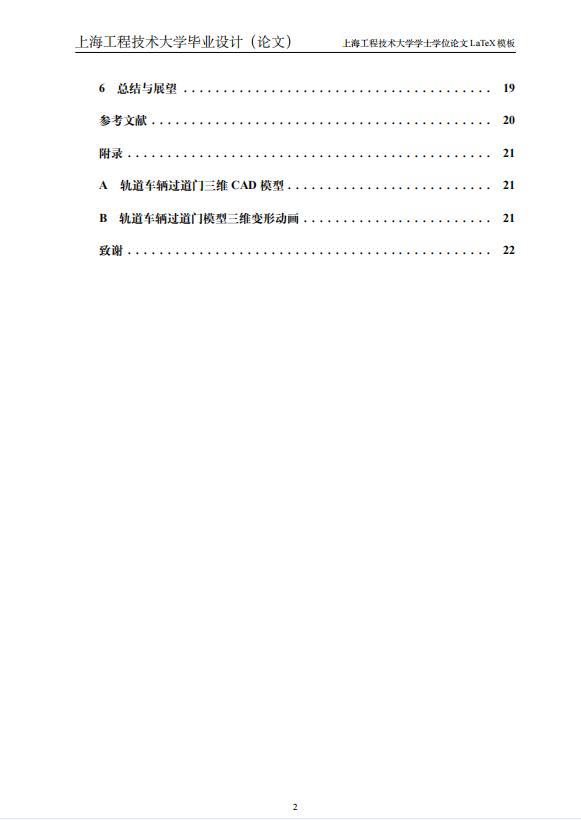 上海工程技术大学毕业设计（论文） 上海工程技术大学学士学位论文 LaTeX 模板
6 总结与展望 . . . . . . . . . . . . . . . . . . . . . . . . . . . . . . . . . . . . . . . 19
参考文献 . . . . . . . . . . . . . . . . . . . . . . . . . . . . . . . . . . . . . . . . . . . 20
附录 . . . . . . . . . . . . . . . . . . . . . . . . . . . . . . . . . . . . . . . . . . . . . . 21
A 轨道车辆过道门三维 CAD 模型 . . . . . . . . . . . . . . . . . . . . . . . . . . 21
B 轨道车辆过道门模型三维变形动画 . . . . . . . . . . . . . . . . . . . . . . . . 21
致谢 . . . . . . . . . . . . . . . . . . . . . . . . . . . . . . . . . . . . . . . . . . . . . . 22
2